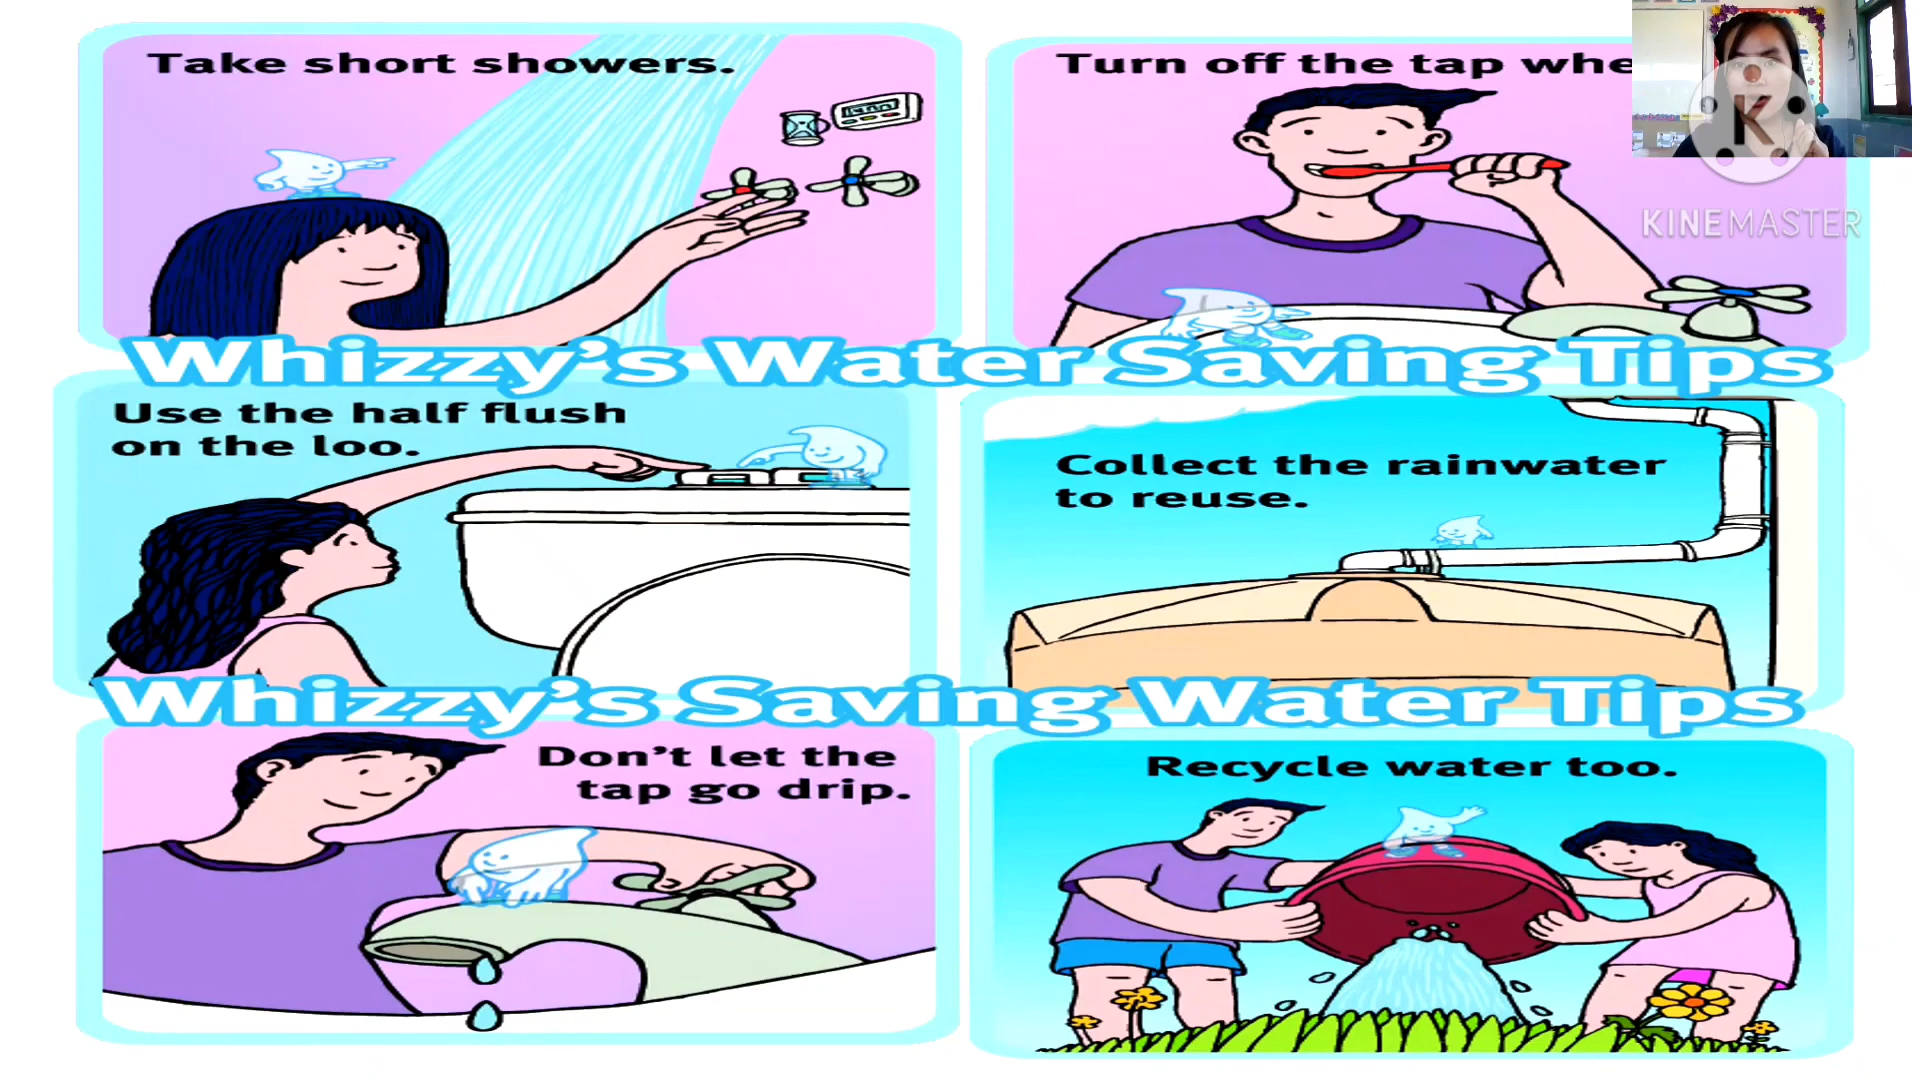 Take short showers.
Turn off the tap whe
KINEMASTER
Whizzy's Water Saving Tips
Use the half flush
on the loo.
Collect the rainwater
to reuse.
Whizzy's Saving Water Tips
Don't let the
tap go drip.
Recycle water too.